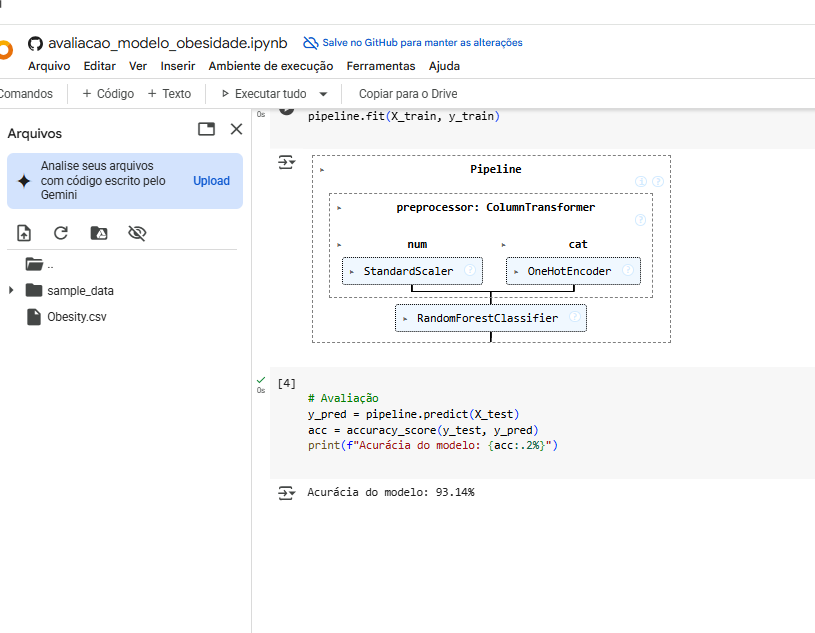 avaliacao_modelo_obesidade.ipynb Salve no GitHub para manter as alterações
Arquivo Editar Ver Inserir Ambiente de execução Ferramentas Ajuda
Comandos + Código + Texto Executar tudo Copiar para o Drive
Arquivos
Analise seus arquivos
com código escrito pelo
Gemini
Upload
..
sample_data
Obesity.csv
0s
pipeline.fit(X_train, y_train)
Pipeline
preprocessor: ColumnTransformer
num cat
StandardScaler ? OneHotEncoder ?
RandomForestClassifier ?
0s
[4]
# Avaliação
y_pred = pipeline.predict(X_test)
acc = accuracy_score(y_test, y_pred)
print(f"Acurácia do modelo: {acc:.2%}")
Acurácia do modelo: 93.14%